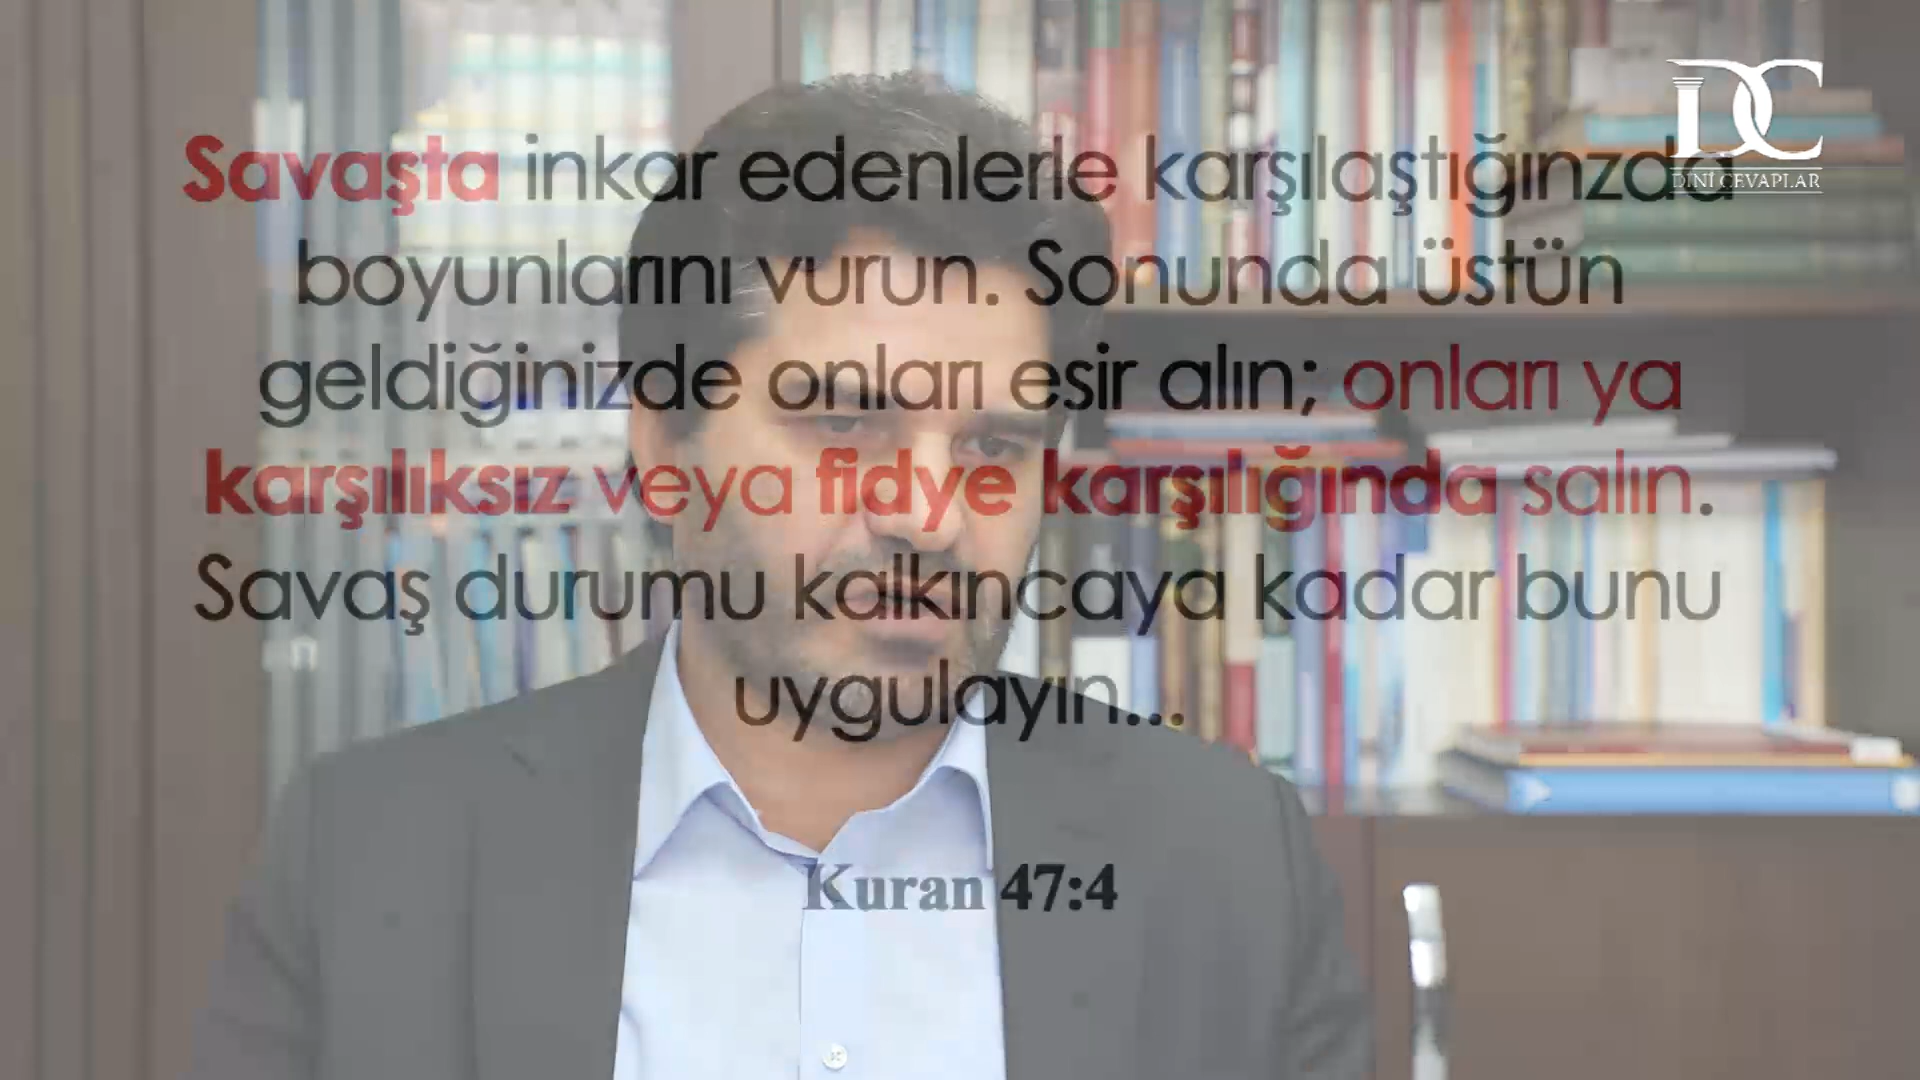 DC
DİNİ CEVAPLAR
Savaşta inkar edenlerle karşılaştığınzda
boyunlarını vurun. Sonunda üstün
geldiğinizde onları esir alın; onları ya
karşılıksız veya fidye karşılığında salın.
Savaş durumu kalkıncaya kadar bunu
uygulayın...
Kuran 47:4